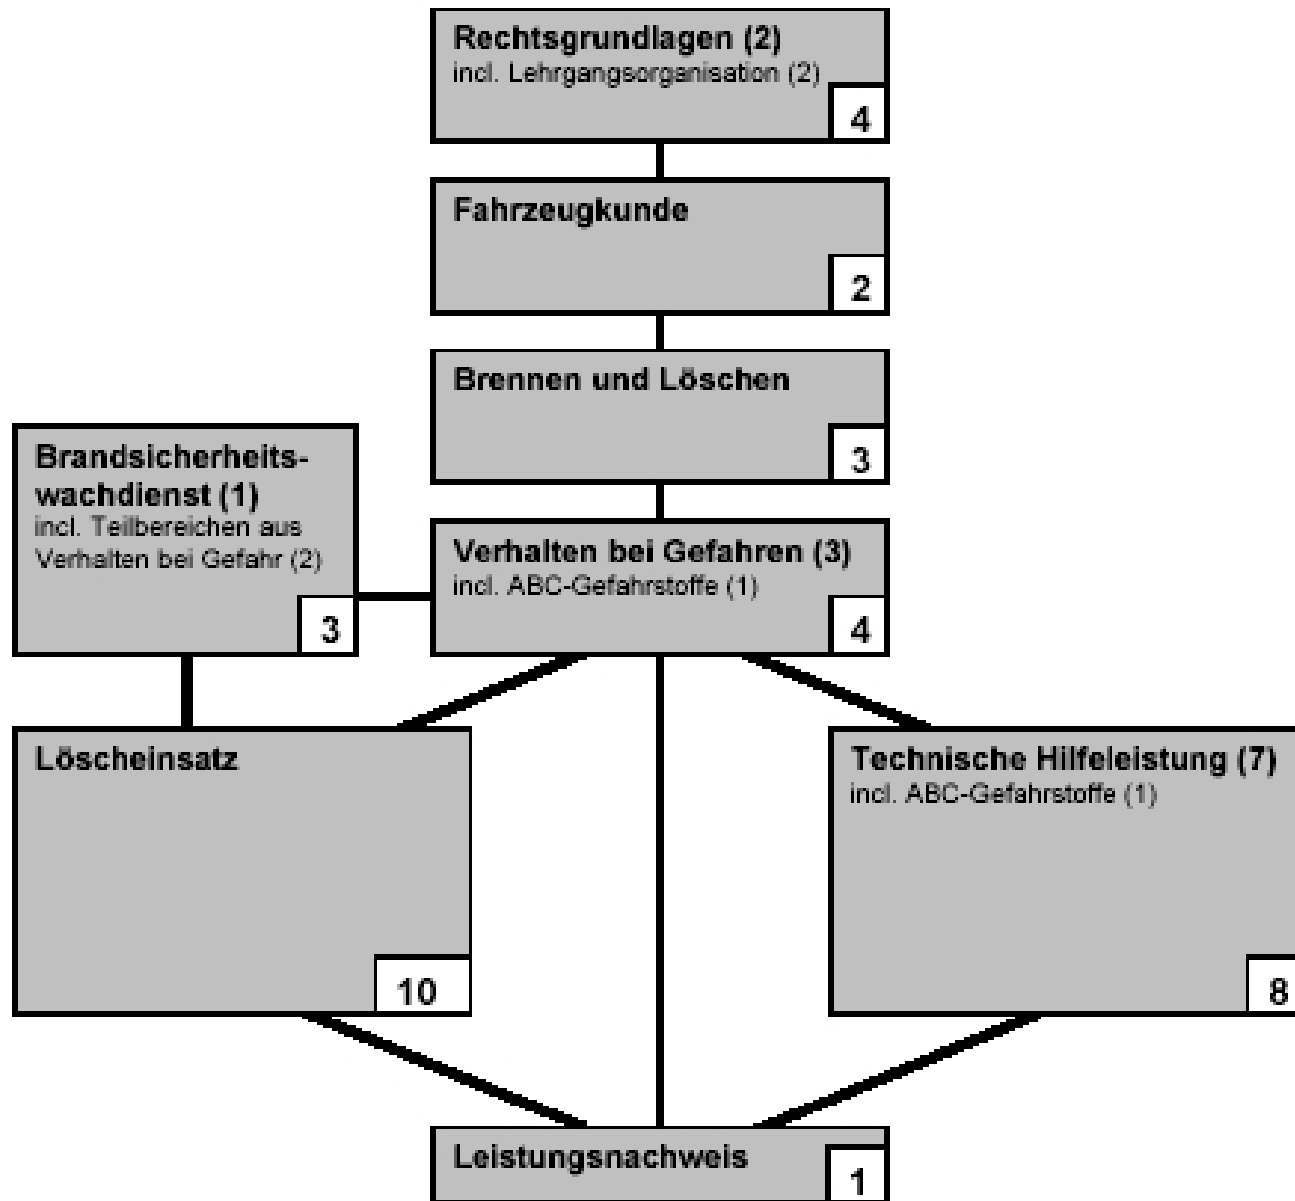 Rechtsgrundlagen (2)
incl. Lehrgangsorganisation (2)
4
Fahrzeugkunde
2
Brennen und Löschen
3
Brandsicherheits-
wachdienst (1)
incl. Teilbereichen aus
Verhalten bei Gefahr (2)
3
Verhalten bei Gefahren (3)
incl. ABC-Gefahrstoffe (1)
4
Löscheinsatz
10
Technische Hilfeleistung (7)
incl. ABC-Gefahrstoffe (1)
8
Leistungsnachweis
1